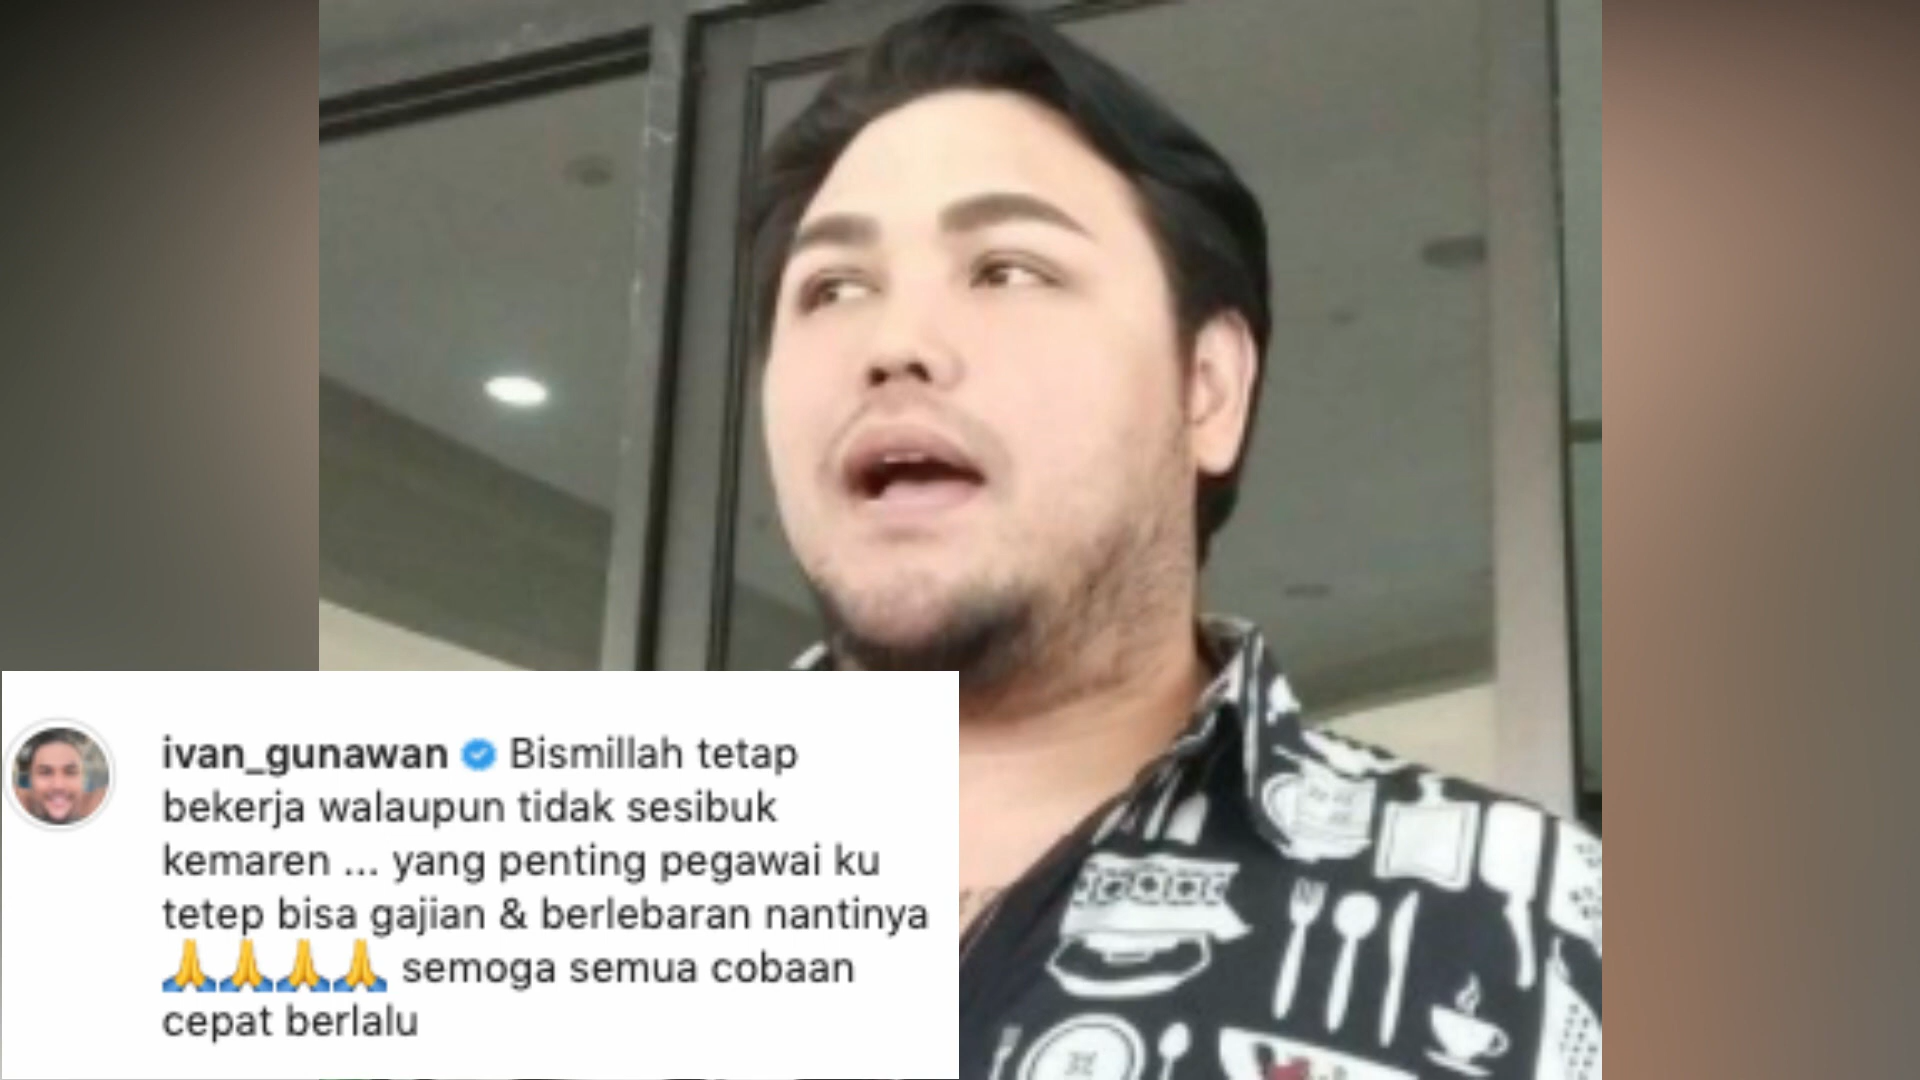 ivan_gunawan Bismillah tetap
bekerja walaupun tidak sesibuk
kemaren ... yang penting pegawai ku
tetep bisa gajian & berlebaran nantinya
🙏🙏🙏🙏 semoga semua cobaan
cepat berlalu